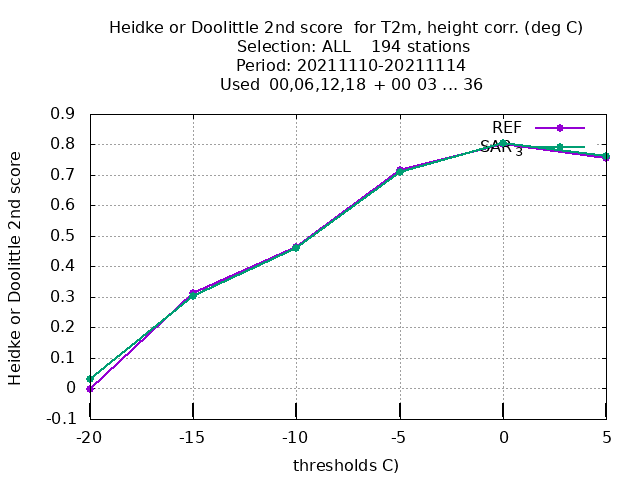 Heidke or Doolittle 2nd score for T2m, height corr. (deg C)
Selection: ALL 194 stations
Period: 20211110-20211114
Used 00,06,12,18 + 00 03 ... 36
Heidke or Doolittle 2nd score
0.9
0.8
0.7
0.6
0.5
0.4
0.3
0.2
0.1
0
-0.1
REF
SAR3
-20 -15 -10 -5 0 5
thresholds C)